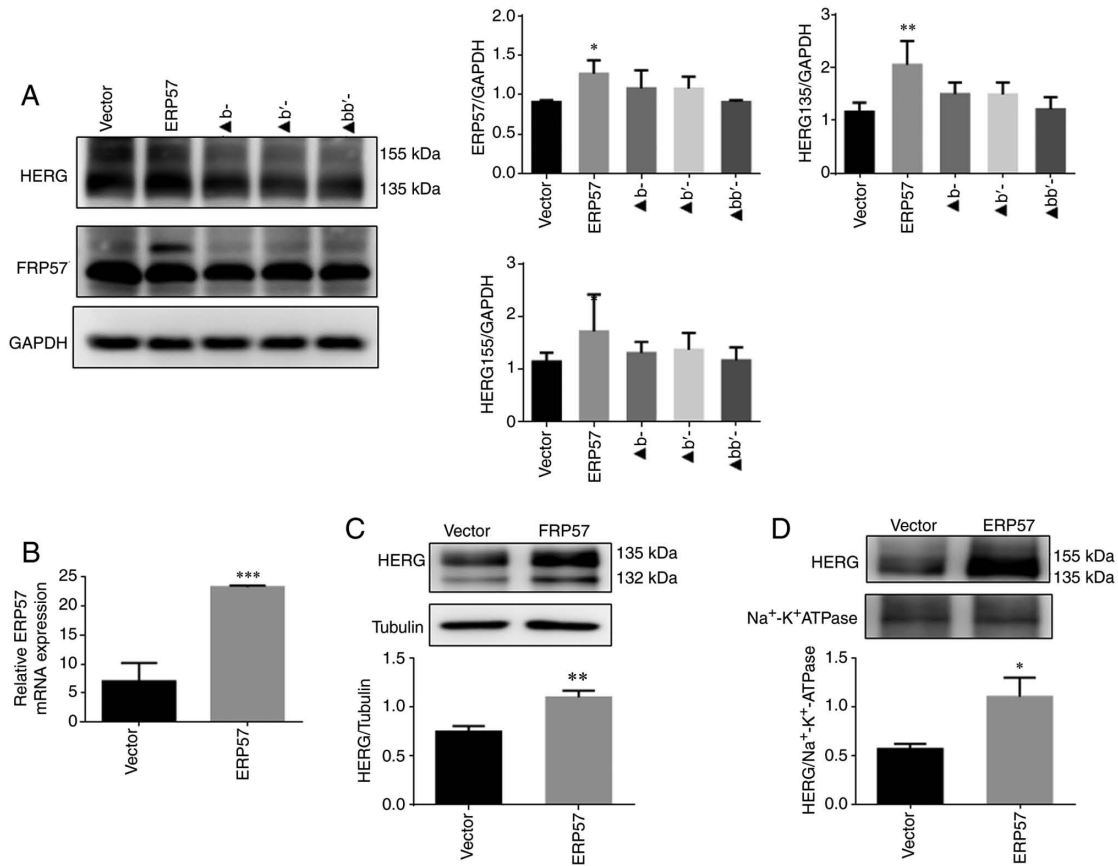 A
Vector
ERP57
▲b-
▲b′-
▲bb′-
HERG
155 kDa
135 kDa
FRP57
GAPDH
ERP57/GAPDH
2.0
1.5
1.0
0.5
0.0
*
Vector
ERP57
▲b-
▲b′-
▲bb′-
HERG135/GAPDH
3
2
1
0
**
Vector
ERP57
▲b-
▲b′-
▲bb′-
HERG155/GAPDH
3
2
1
0
*
Vector
ERP57
▲b-
▲b′-
▲bb′-
B
Relative ERP57
mRNA expression
25
20
15
10
5
0
***
Vector
ERP57
C
Vector
FRP57
HERG
135 kDa
132 kDa
Tubulin
HERG/Tubulin
1.5
1.0
0.5
0.0
**
Vector
ERP57
D
Vector
ERP57
HERG
155 kDa
135 kDa
Na⁺-K⁺ATPase
HERG/Na⁺-K⁺-ATPase
1.5
1.0
0.5
0.0
*
Vector
ERP57